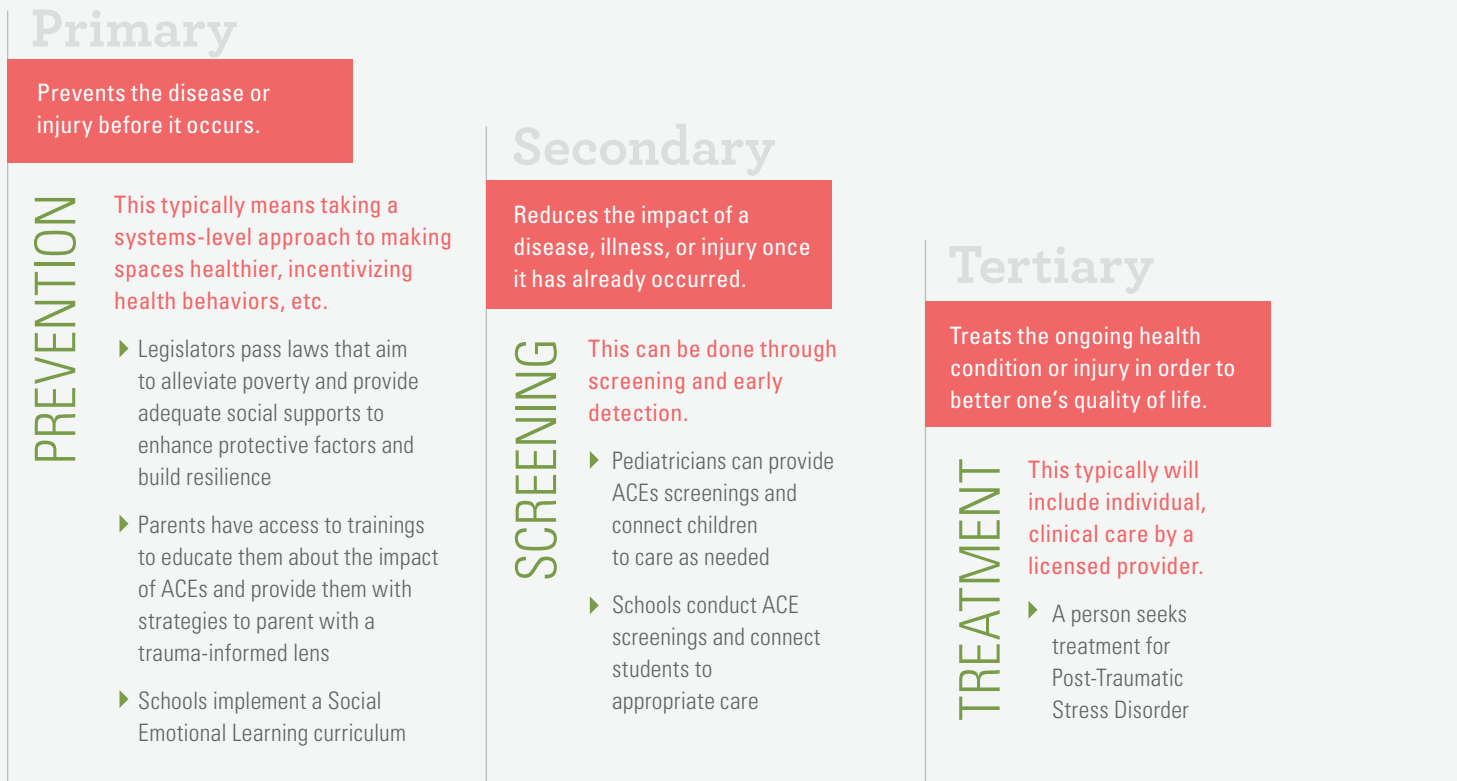 Primary
Prevents the disease or
injury before it occurs.
PREVENTION
This typically means taking a
systems-level approach to making
spaces healthier, incentivizing
health behaviors, etc.
Legislators pass laws that aim
to alleviate poverty and provide
adequate social supports to
enhance protective factors and
build resilience
Parents have access to trainings
to educate them about the impact
of ACEs and provide them with
strategies to parent with a
trauma-informed lens
Schools implement a Social
Emotional Learning curriculum
Secondary
Reduces the impact of a
disease, illness, or injury once
it has already occurred.
SCREENING
This can be done through
screening and early
detection.
Pediatricians can provide
ACEs screenings and
connect children
to care as needed
Schools conduct ACE
screenings and connect
students to
appropriate care
Tertiary
Treats the ongoing health
condition or injury in order to
better one’s quality of life.
TREATMENT
This typically will
include individual,
clinical care by a
licensed provider.
A person seeks
treatment for
Post-Traumatic
Stress Disorder